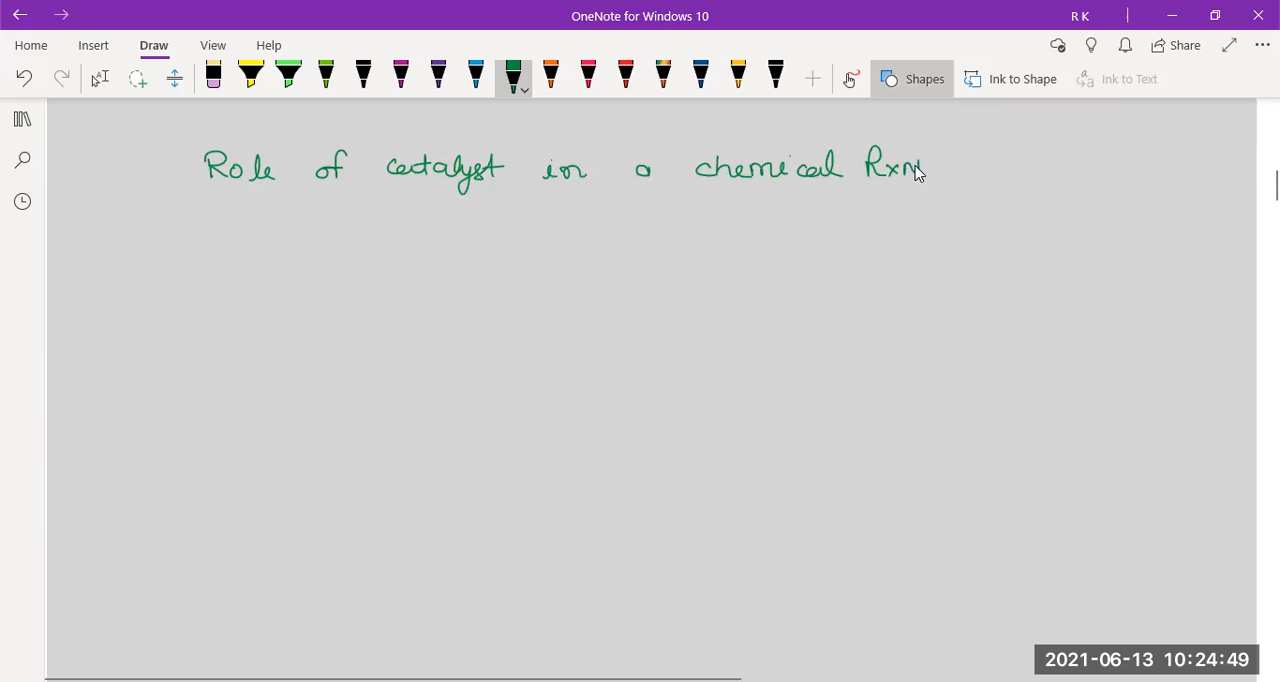 OneNote for Windows 10
R K
Home Insert Draw View Help
Share
Shapes
Ink to Shape
Ink to Text
Role of catalyst in a chemical Rxn
2021-06-13 10:24:49